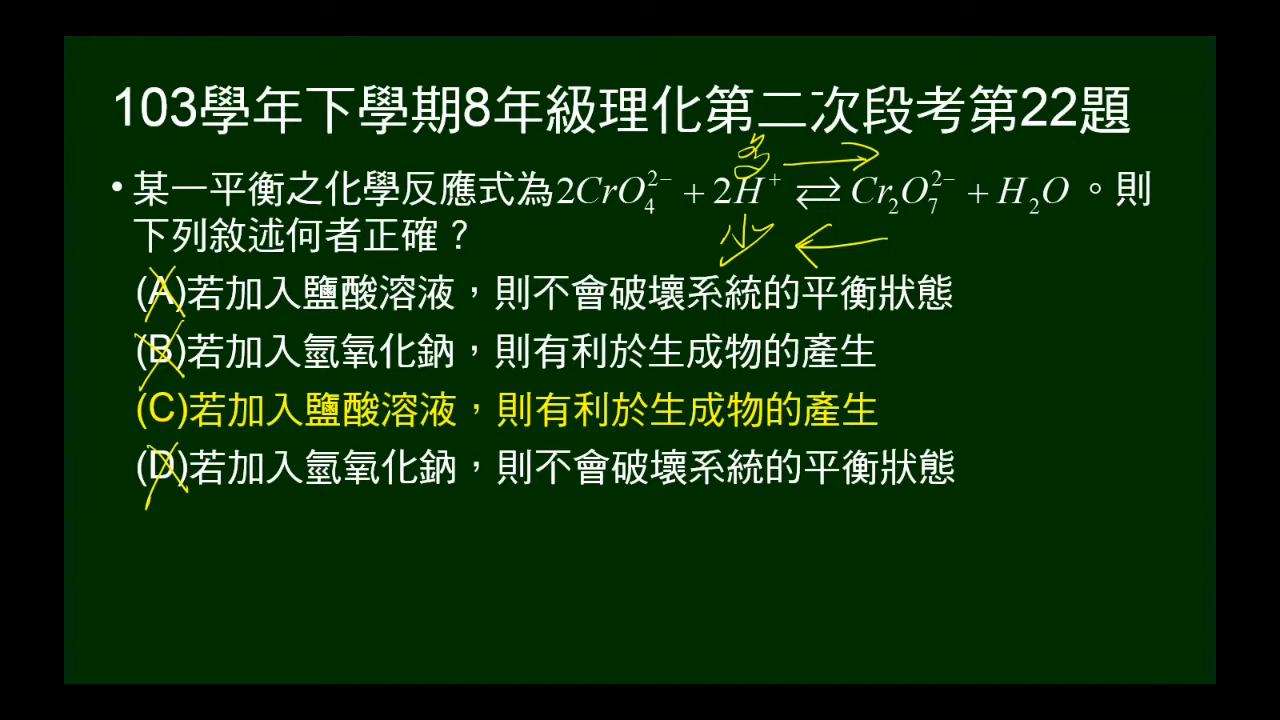 103學年下學期8年級理化第二次段考第22題
多
• 某一平衡之化學反應式為2CrO₄²⁻ + 2H⁺ ⇄ Cr₂O₇²⁻ + H₂O。則
下列敘述何者正確？
少
(A)若加入鹽酸溶液，則不會破壞系統的平衡狀態
(B)若加入氫氧化鈉，則有利於生成物的產生
(C)若加入鹽酸溶液，則有利於生成物的產生
(D)若加入氫氧化鈉，則不會破壞系統的平衡狀態